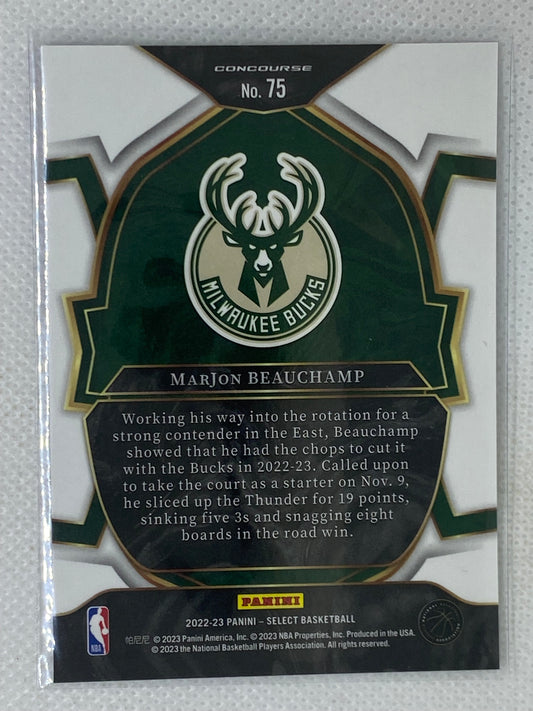 CONCOURSE
No. 75
MILWAUKEE BUCKS
MARJON BEAUCHAMP
Working his way into the rotation for a
strong contender in the East, Beauchamp
showed that he had the chops to cut it
with the Bucks in 2022-23. Called upon
to take the court as a starter on Nov. 9,
he sliced up the Thunder for 19 points,
sinking five 3s and snagging eight
boards in the road win.
PANINI
2022-23 PANINI – SELECT BASKETBALL
帕尼尼 © 2023 Panini America, Inc. © 2023 NBA Properties, Inc. Produced in the USA.
© 2023 the National Basketball Players Association. All rights reserved.
NBA